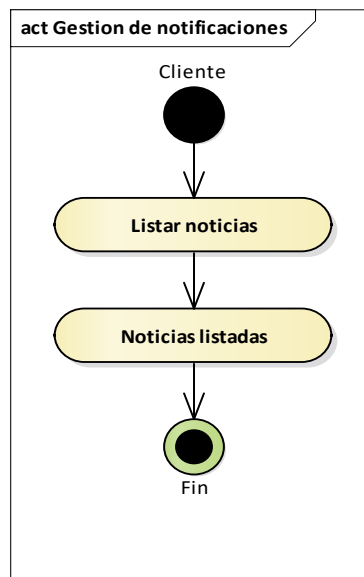 act Gestion de notificaciones
Cliente
Listar noticias
Noticias listadas
Fin